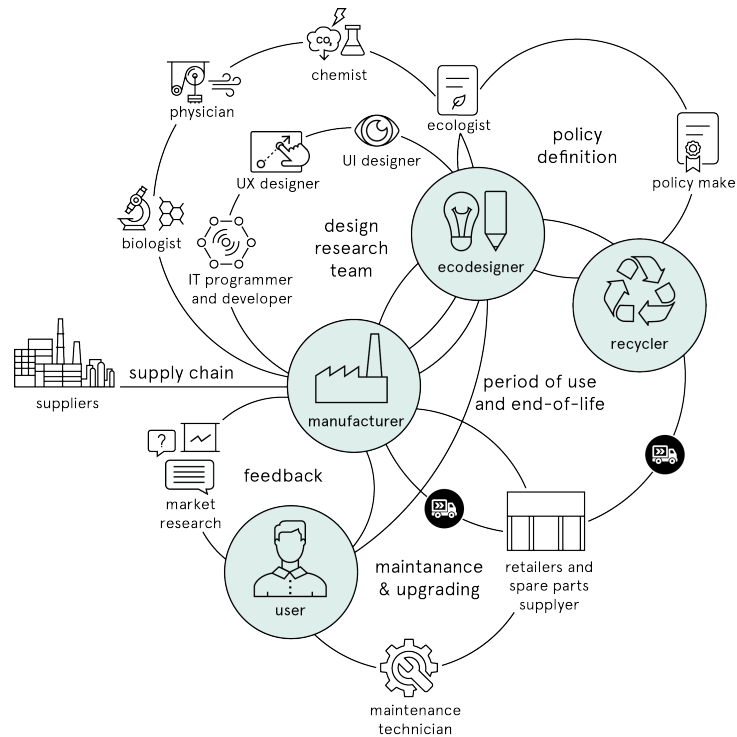 chemist
CO₂
physician
ecologist
policy
definition
policy make
UI designer
UX designer
biologist
design
research
team
IT programmer
and developer
ecodesigner
recycler
supply chain
suppliers
manufacturer
period of use
and end-of-life
?
feedback
market
research
user
maintanance
& upgrading
retailers and
spare parts
supplyer
maintenance
technician